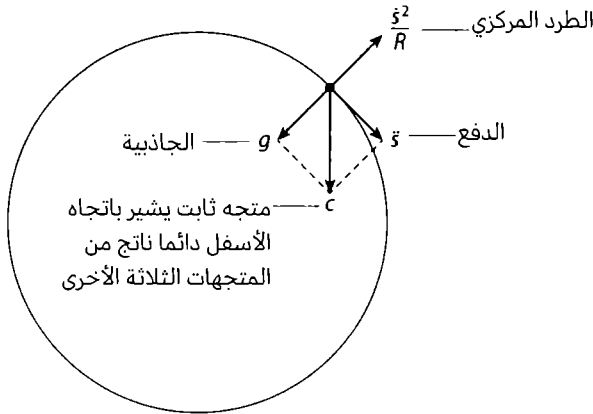 ṡ²/R الطرد المركزي
الجاذبية g
s̈ الدفع
c متجه ثابت يشير باتجاه
الأسفل دائما ناتج من
المتجهات الثلاثة الأخرى